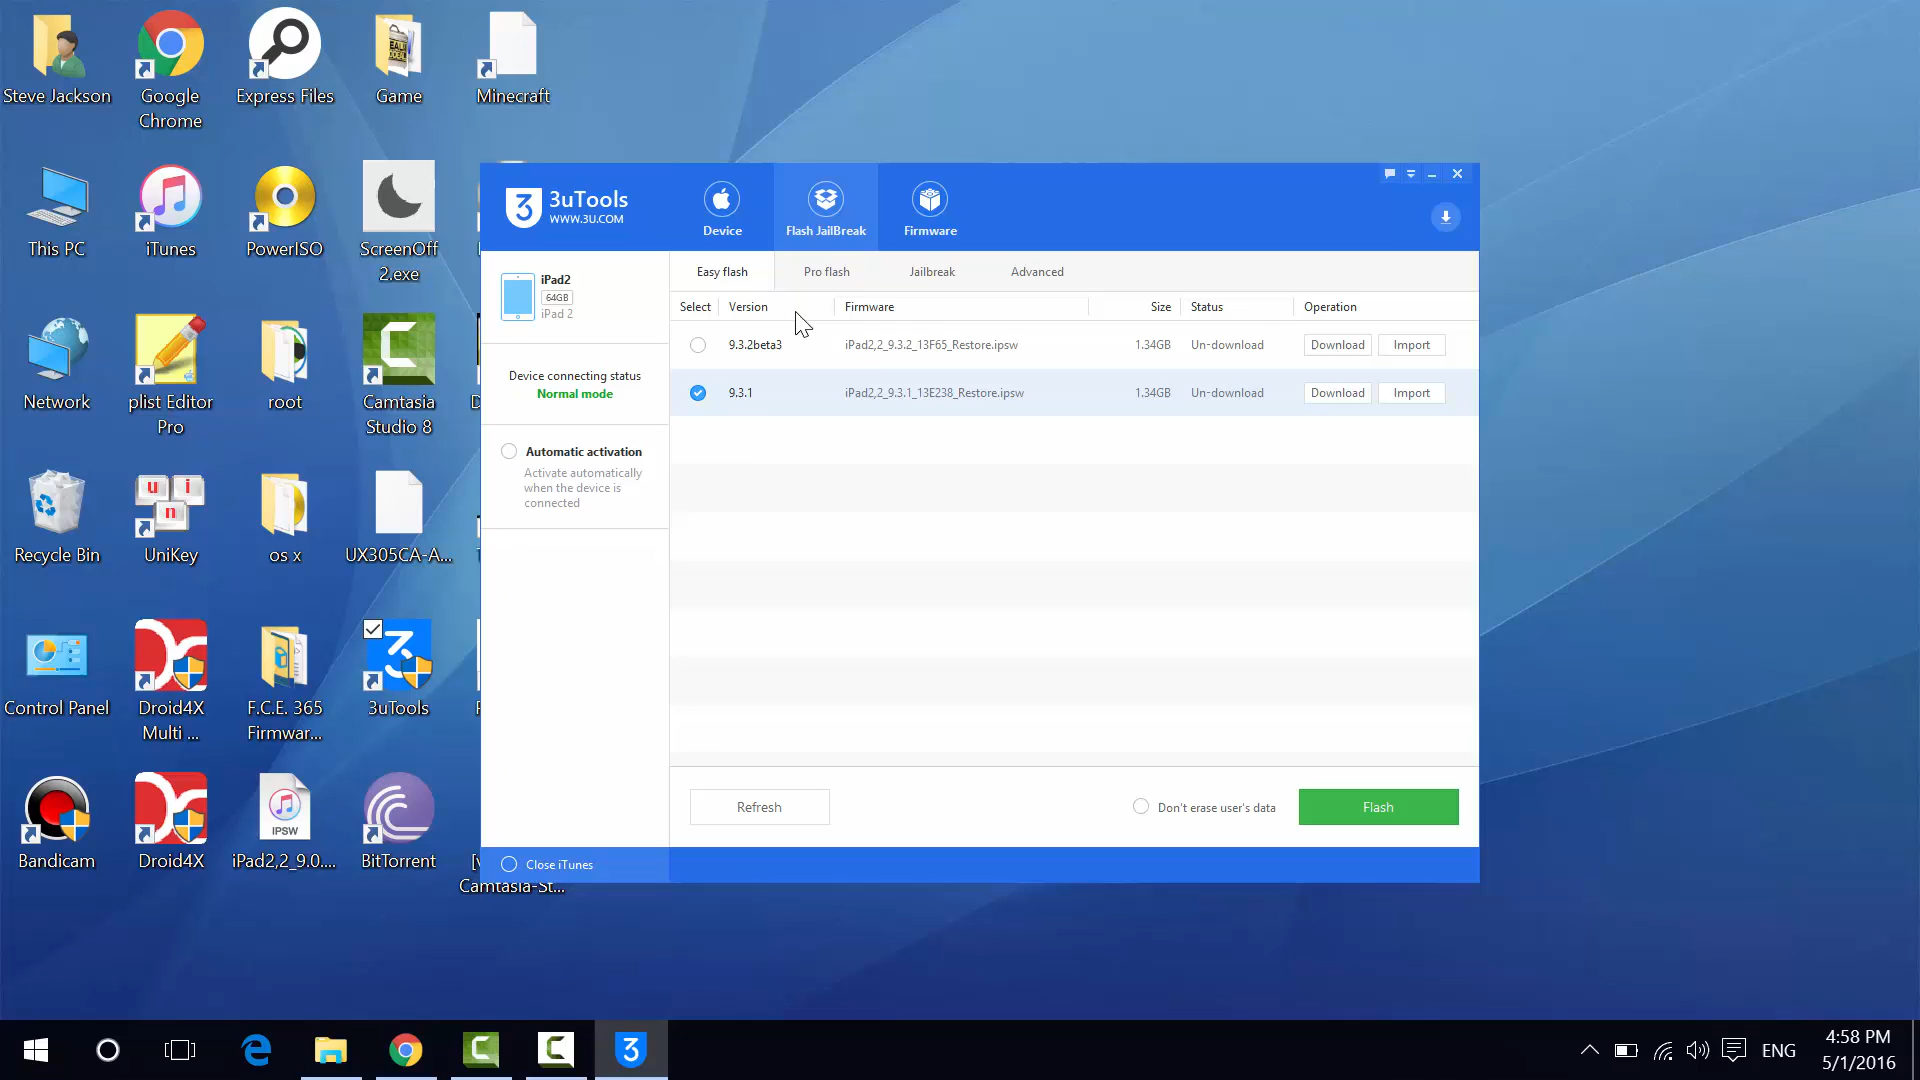 Steve Jackson
Google
Chrome
Express Files
Game
Minecraft
This PC
iTunes
PowerISO
ScreenOff
2.exe
Network
plist Editor
Pro
root
Camtasia
Studio 8
Recycle Bin
u i
n
UniKey
os x
UX305CA-A...
Control Panel
Droid4X
Multi ...
F.C.E. 365
Firmwar...
3uTools
Bandicam
Droid4X
IPSW
iPad2,2_9.0....
BitTorrent
[v
Camtasia-St...
3uTools
WWW.3U.COM
Device
Flash JailBreak
Firmware
iPad2
64GB
iPad 2
Device connecting status
Normal mode
Automatic activation
Activate automatically
when the device is
connected
Close iTunes
Easy flash
Pro flash
Jailbreak
Advanced
Select Version Firmware Size Status Operation
9.3.2beta3 iPad2,2_9.3.2_13F65_Restore.ipsw 1.34GB Un-download Download Import
9.3.1 iPad2,2_9.3.1_13E238_Restore.ipsw 1.34GB Un-download Download Import
Refresh
Don't erase user's data
Flash
ENG
4:58 PM
5/1/2016